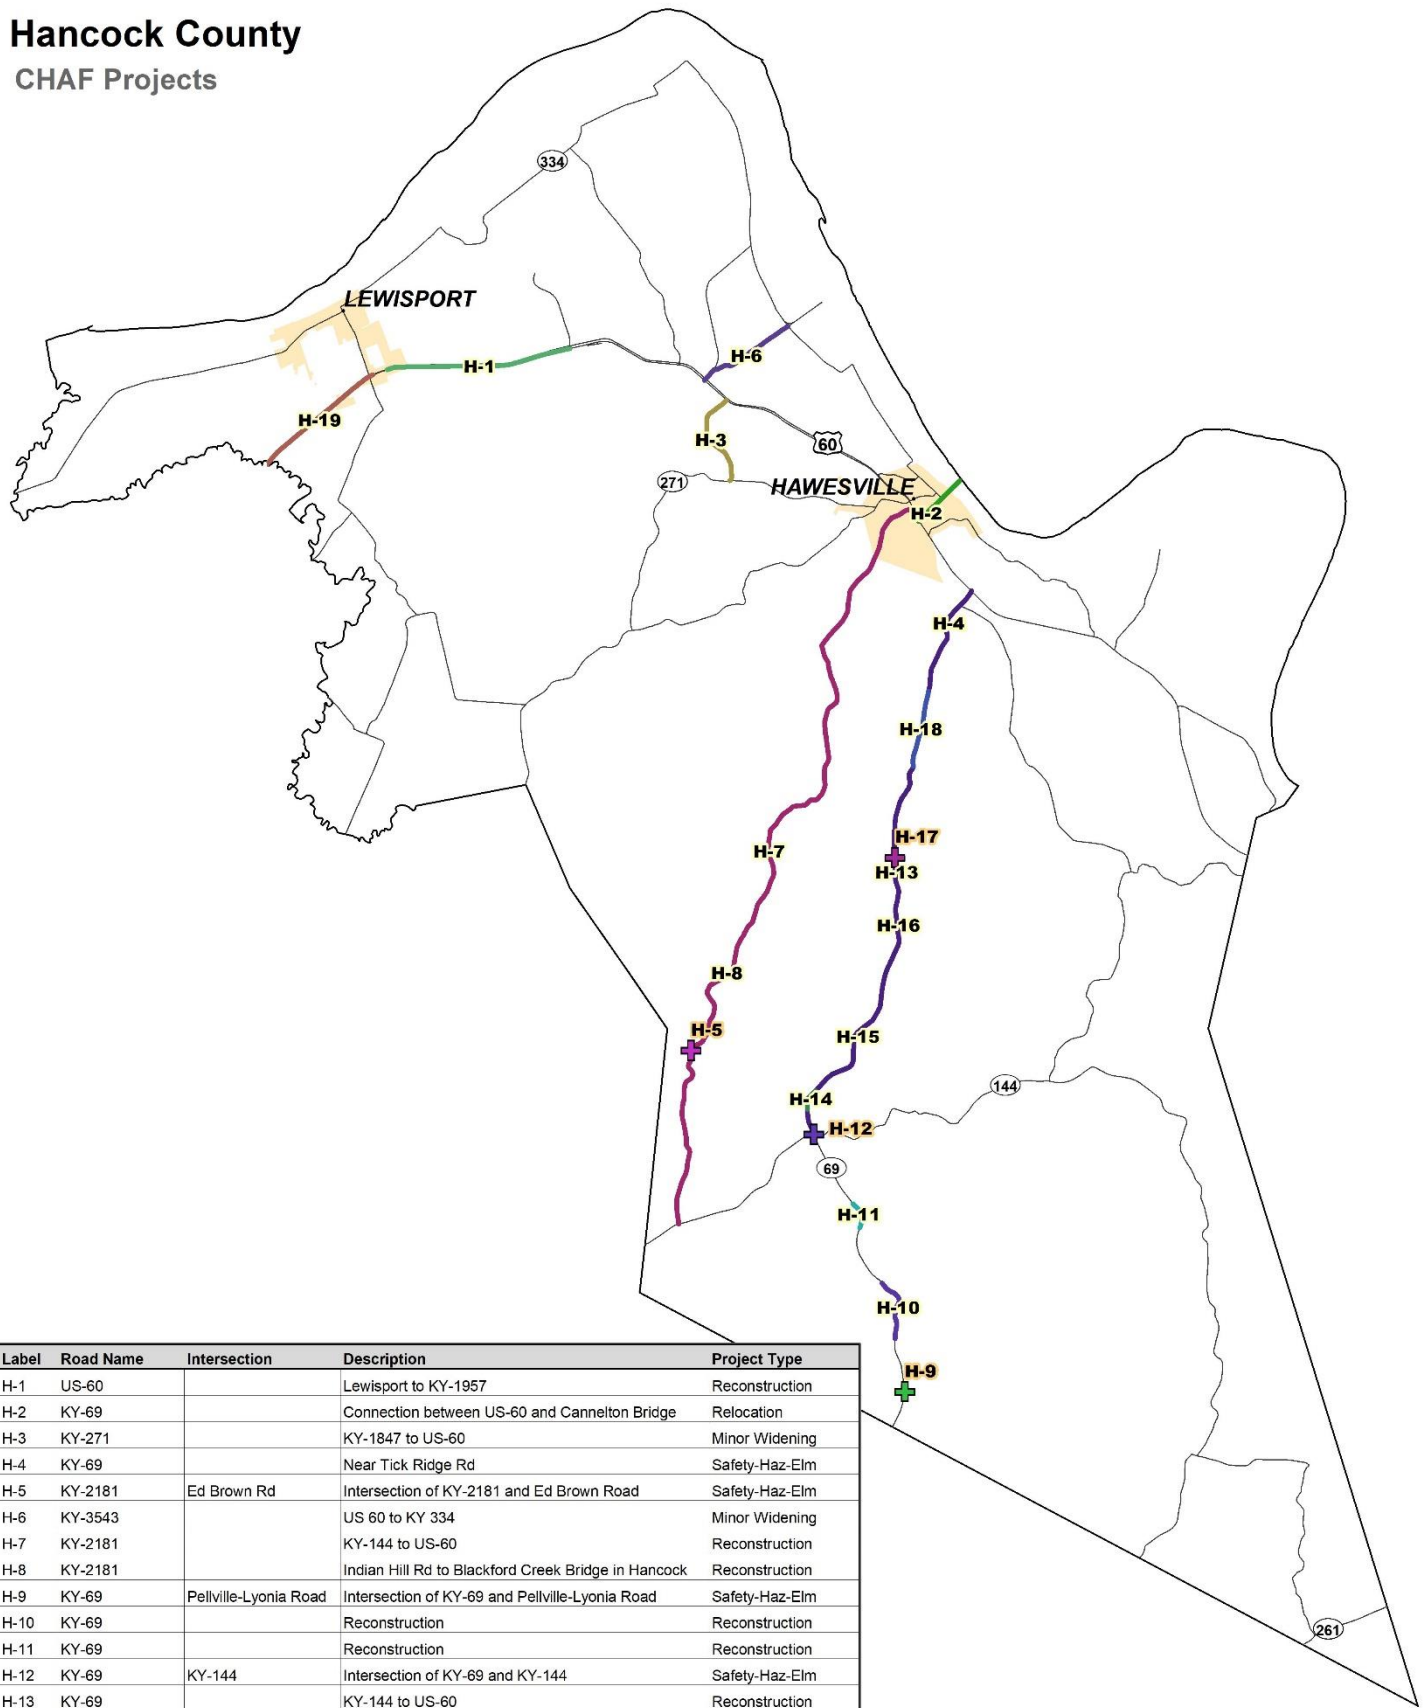 Hancock County
CHAF Projects
334
LEWISPORT
H-1
H-6
H-19
H-3
60
271
HAWESVILLE
H-2
H-4
H-18
H-17
H-7
H-13
H-16
H-8
H-5
H-15
144
H-14
H-12
69
H-11
H-10
H-9
261
Label Road Name Intersection Description Project Type
H-1 US-60 Lewisport to KY-1957 Reconstruction
H-2 KY-69 Connection between US-60 and Cannelton Bridge Relocation
H-3 KY-271 KY-1847 to US-60 Minor Widening
H-4 KY-69 Near Tick Ridge Rd Safety-Haz-Elm
H-5 KY-2181 Ed Brown Rd Intersection of KY-2181 and Ed Brown Road Safety-Haz-Elm
H-6 KY-3543 US 60 to KY 334 Minor Widening
H-7 KY-2181 KY-144 to US-60 Reconstruction
H-8 KY-2181 Indian Hill Rd to Blackford Creek Bridge in Hancock Reconstruction
H-9 KY-69 Pellville-Lyonia Road Intersection of KY-69 and Pellville-Lyonia Road Safety-Haz-Elm
H-10 KY-69 Reconstruction Reconstruction
H-11 KY-69 Reconstruction Reconstruction
H-12 KY-69 KY-144 Intersection of KY-69 and KY-144 Safety-Haz-Elm
H-13 KY-69 KY-144 to US-60 Reconstruction